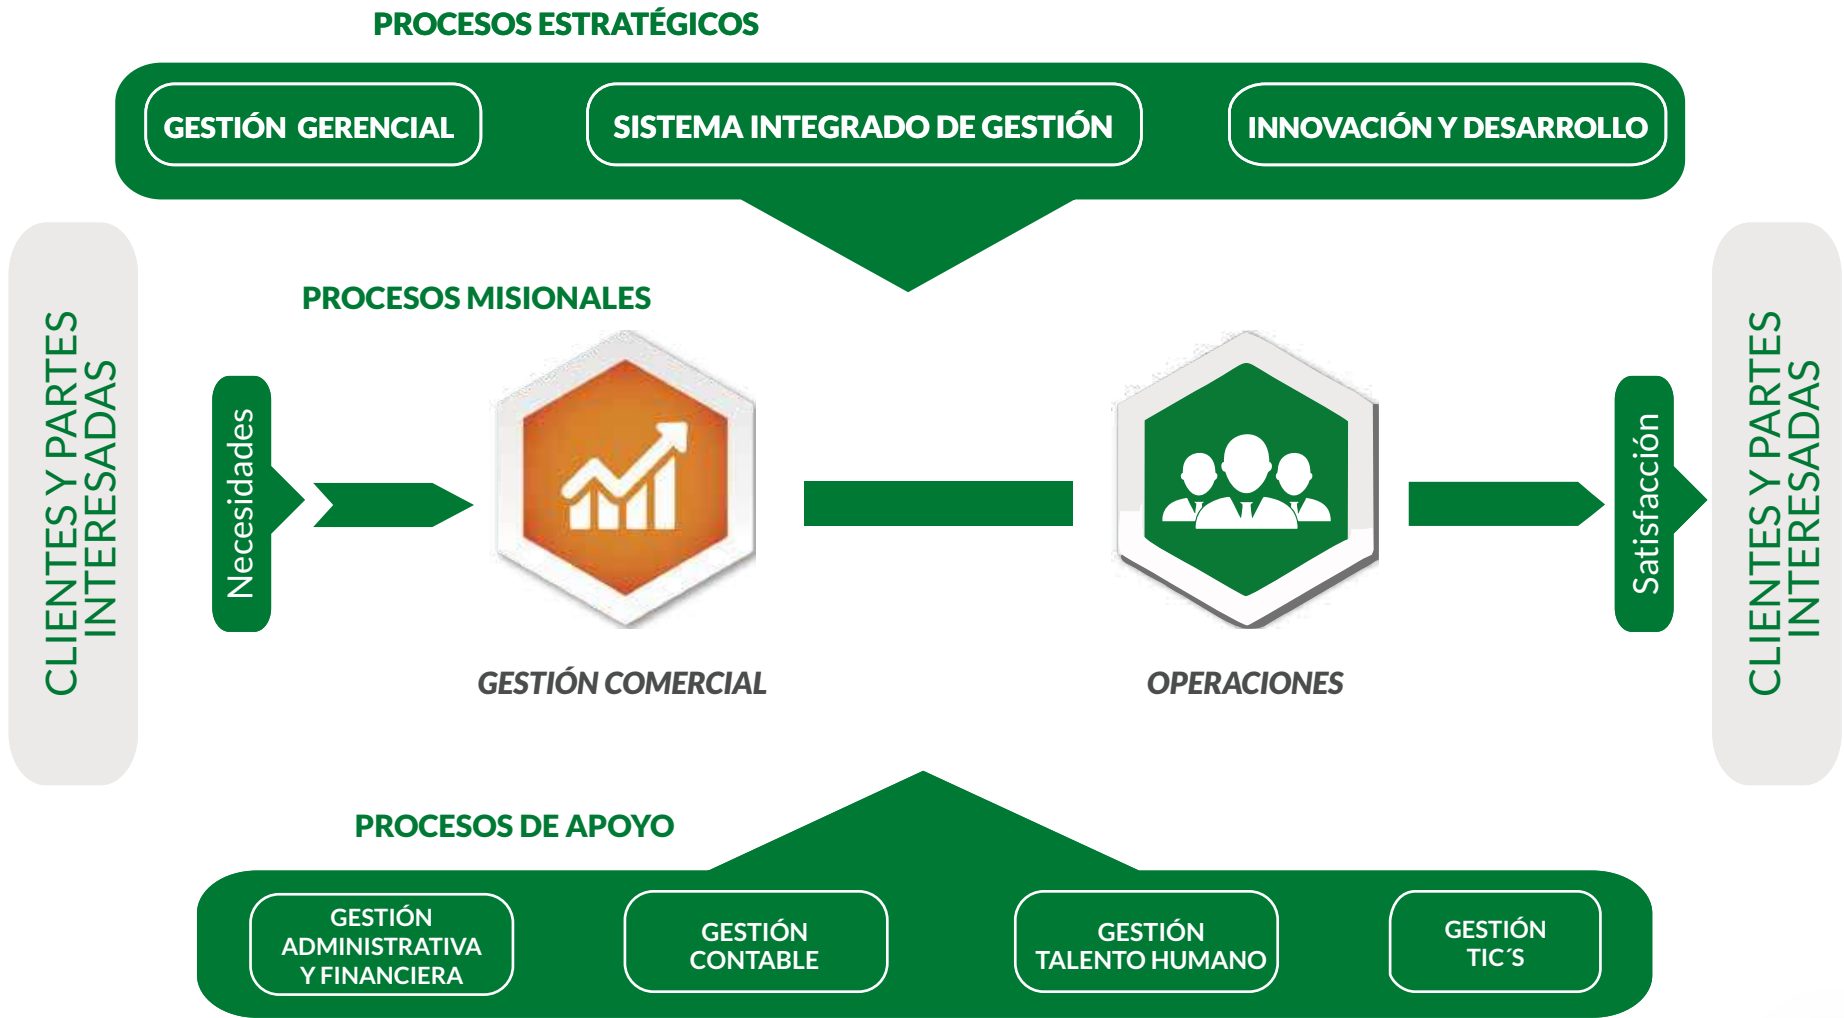 PROCESOS ESTRATÉGICOS
GESTIÓN GERENCIAL
SISTEMA INTEGRADO DE GESTIÓN
INNOVACIÓN Y DESARROLLO
PROCESOS MISIONALES
CLIENTES Y PARTES
INTERESADAS
Necesidades
GESTIÓN COMERCIAL
OPERACIONES
Satisfacción
CLIENTES Y PARTES
INTERESADAS
PROCESOS DE APOYO
GESTIÓN
ADMINISTRATIVA
Y FINANCIERA
GESTIÓN
CONTABLE
GESTIÓN
TALENTO HUMANO
GESTIÓN
TIC´S